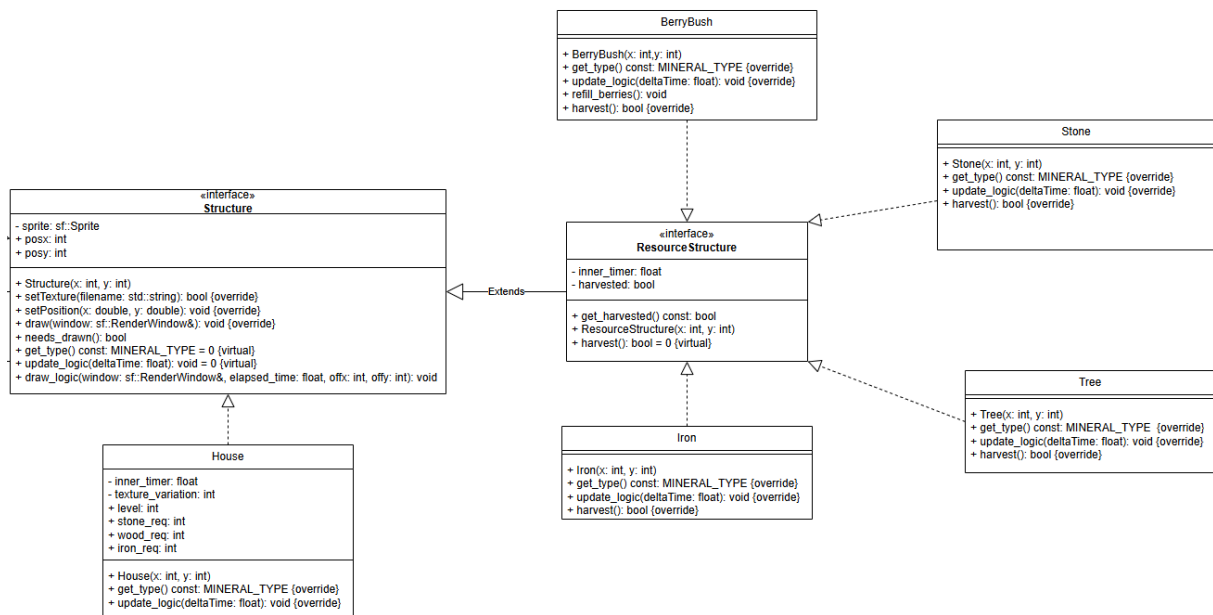 BerryBush
+ BerryBush(x: int,y: int)
+ get_type() const: MINERAL_TYPE {override}
+ update_logic(deltaTime: float): void {override}
+ refill_berries(): void
+ harvest(): bool {override}
Stone
+ Stone(x: int, y: int)
+ get_type() const: MINERAL_TYPE {override}
+ update_logic(deltaTime: float): void {override}
+ harvest(): bool {override}
«interface»
Structure
- sprite: sf::Sprite
+ posx: int
+ posy: int
+ Structure(x: int, y: int)
+ setTexture(filename: std::string): bool {override}
+ setPosition(x: double, y: double): void {override}
+ draw(window: sf::RenderWindow&): void {override}
+ needs_drawn(): bool
+ get_type() const: MINERAL_TYPE = 0 {virtual}
+ update_logic(deltaTime: float): void = 0 {virtual}
+ draw_logic(window: sf::RenderWindow&, elapsed_time: float, offx: int, offy: int): void
Extends
«interface»
ResourceStructure
- inner_timer: float
- harvested: bool
+ get_harvested() const: bool
+ ResourceStructure(x: int, y: int)
+ harvest(): bool = 0 {virtual}
Tree
+ Tree(x: int, y: int)
+ get_type() const: MINERAL_TYPE {override}
+ update_logic(deltaTime: float): void {override}
+ harvest(): bool {override}
Iron
+ Iron(x: int, y: int)
+ get_type() const: MINERAL_TYPE {override}
+ update_logic(deltaTime: float): void {override}
+ harvest(): bool {override}
House
- inner_timer: float
- texture_variation: int
+ level: int
+ stone_req: int
+ wood_req: int
+ iron_req: int
+ House(x: int, y: int)
+ get_type() const: MINERAL_TYPE {override}
+ update_logic(deltaTime: float): void {override}